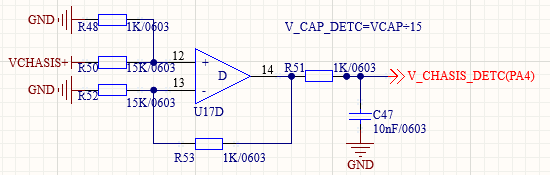 GND
R48
1K/0603
V_CAP_DETC=VCAP÷15
VCHASIS+
R50
15K/0603
12
+
D
14
R51
1K/0603
V_CHASIS_DETC(PA4)
GND
R52
15K/0603
13
-
U17D
C47
10nF/0603
R53
1K/0603
GND